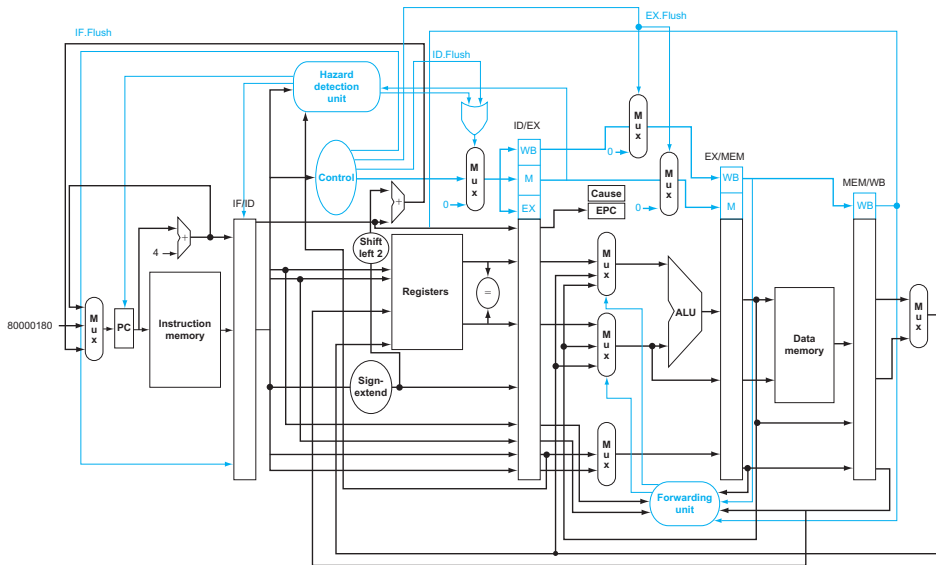 EX.Flush
IF.Flush
ID.Flush
Hazard
detection
unit
ID/EX
M
u
x
WB
Control
M
u
x
0
M
EX
0
M
u
x
0
Cause
EPC
EX/MEM
WB
M
MEM/WB
WB
IF/ID
+
Shift
left 2
+
4
Registers
=
M
u
x
ALU
M
u
x
80000180
M
u
x
PC
Instruction
memory
M
u
x
Data
memory
M
u
x
Sign-
extend
M
u
x
Forwarding
unit